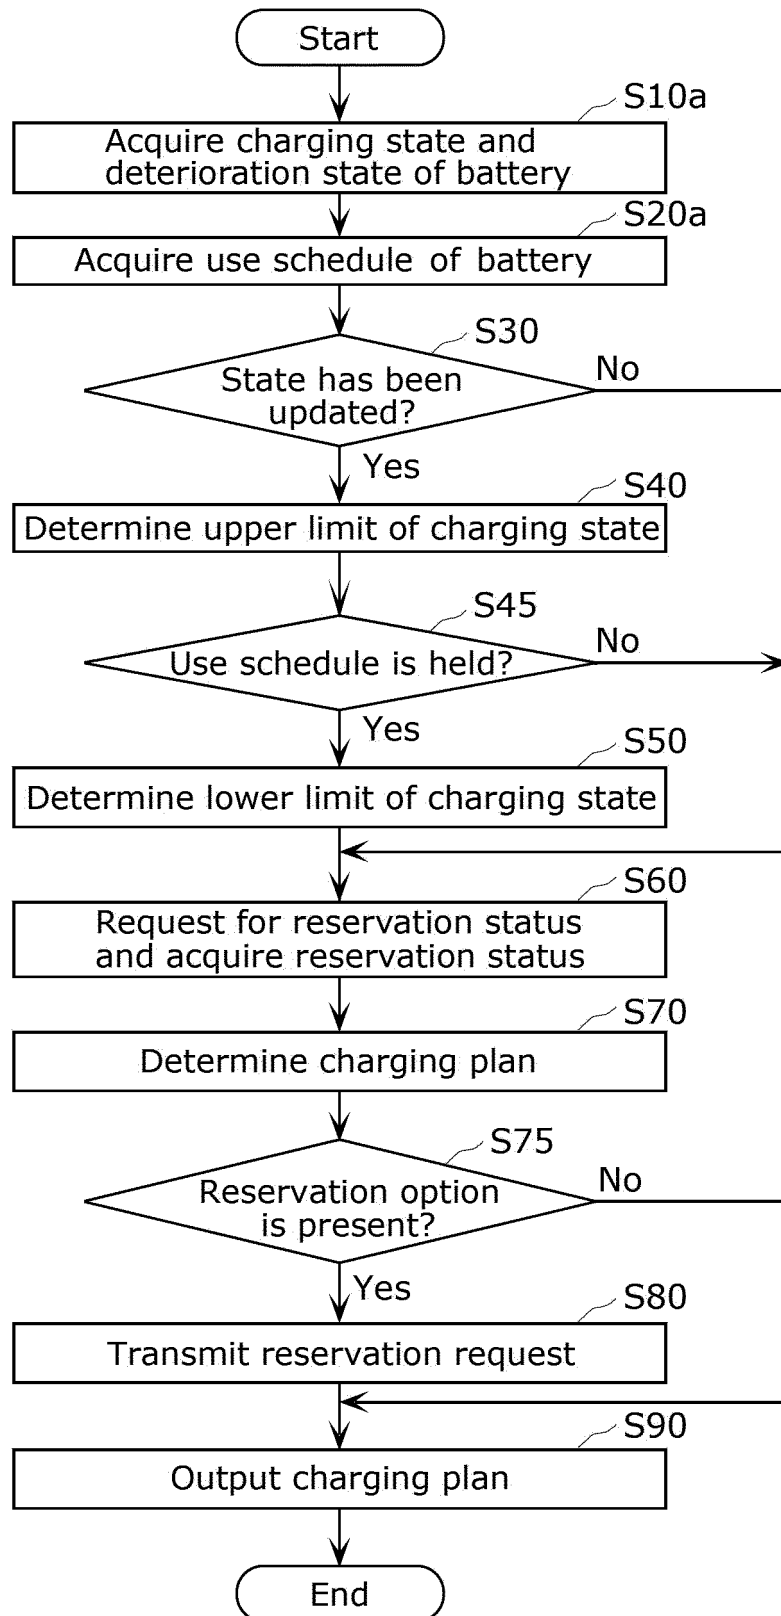 Start
S10a
Acquire charging state and
deterioration state of battery
S20a
Acquire use schedule of battery
S30
State has been
updated?
No
Yes
S40
Determine upper limit of charging state
S45
Use schedule is held?
No
Yes
S50
Determine lower limit of charging state
S60
Request for reservation status
and acquire reservation status
S70
Determine charging plan
S75
Reservation option
is present?
No
Yes
S80
Transmit reservation request
S90
Output charging plan
End